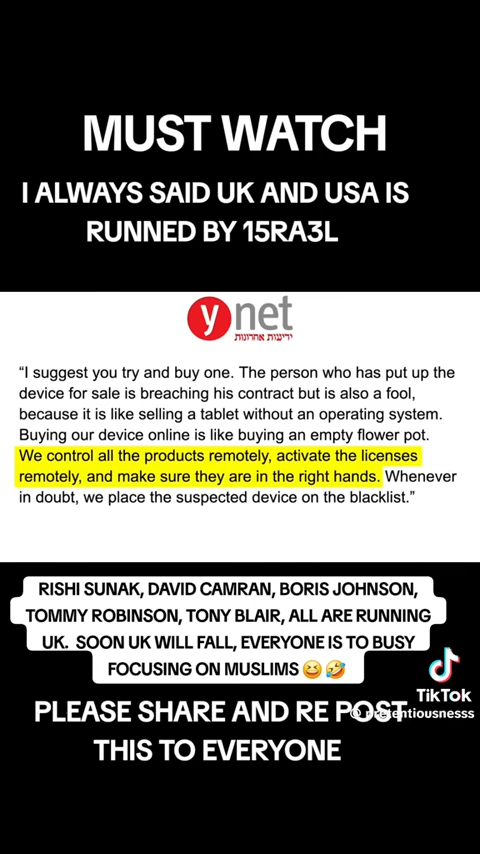 MUST WATCH
I ALWAYS SAID UK AND USA IS
RUNNED BY 15RA3L
ynet
ידיעות אחרונות
“I suggest you try and buy one. The person who has put up the
device for sale is breaching his contract but is also a fool,
because it is like selling a tablet without an operating system.
Buying our device online is like buying an empty flower pot.
We control all the products remotely, activate the licenses
remotely, and make sure they are in the right hands. Whenever
in doubt, we place the suspected device on the blacklist.”
RISHI SUNAK, DAVID CAMRAN, BORIS JOHNSON,
TOMMY ROBINSON, TONY BLAIR, ALL ARE RUNNING
UK. SOON UK WILL FALL, EVERYONE IS TO BUSY
FOCUSING ON MUSLIMS 😆🤣
TikTok
PLEASE SHARE AND RE POST
THIS TO EVERYONE